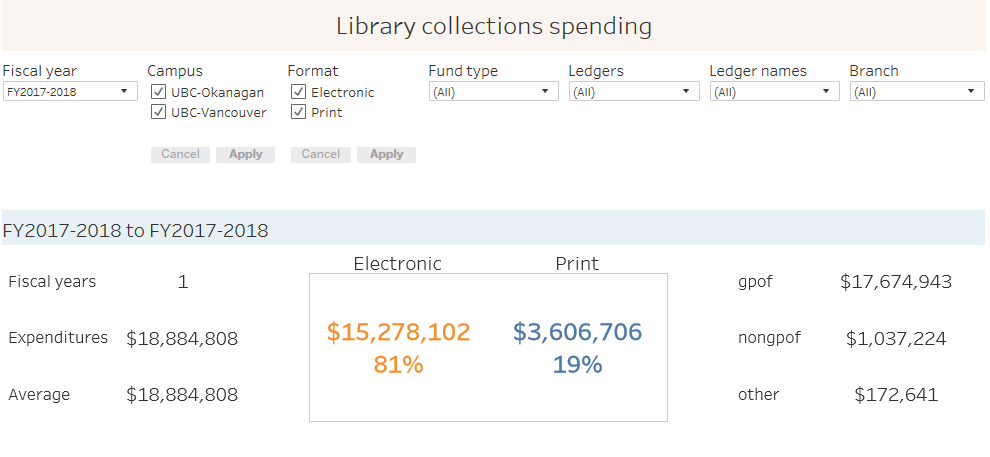 Library collections spending
Fiscal year Campus Format Fund type Ledgers Ledger names Branch
FY2017-2018 UBC-Okanagan Electronic (All) (All) (All) (All)
UBC-Vancouver Print
Cancel Apply Cancel Apply
FY2017-2018 to FY2017-2018
Electronic Print
Fiscal years 1 gpof $17,674,943
Expenditures $18,884,808 $15,278,102 $3,606,706 nongpof $1,037,224
81% 19%
Average $18,884,808 other $172,641